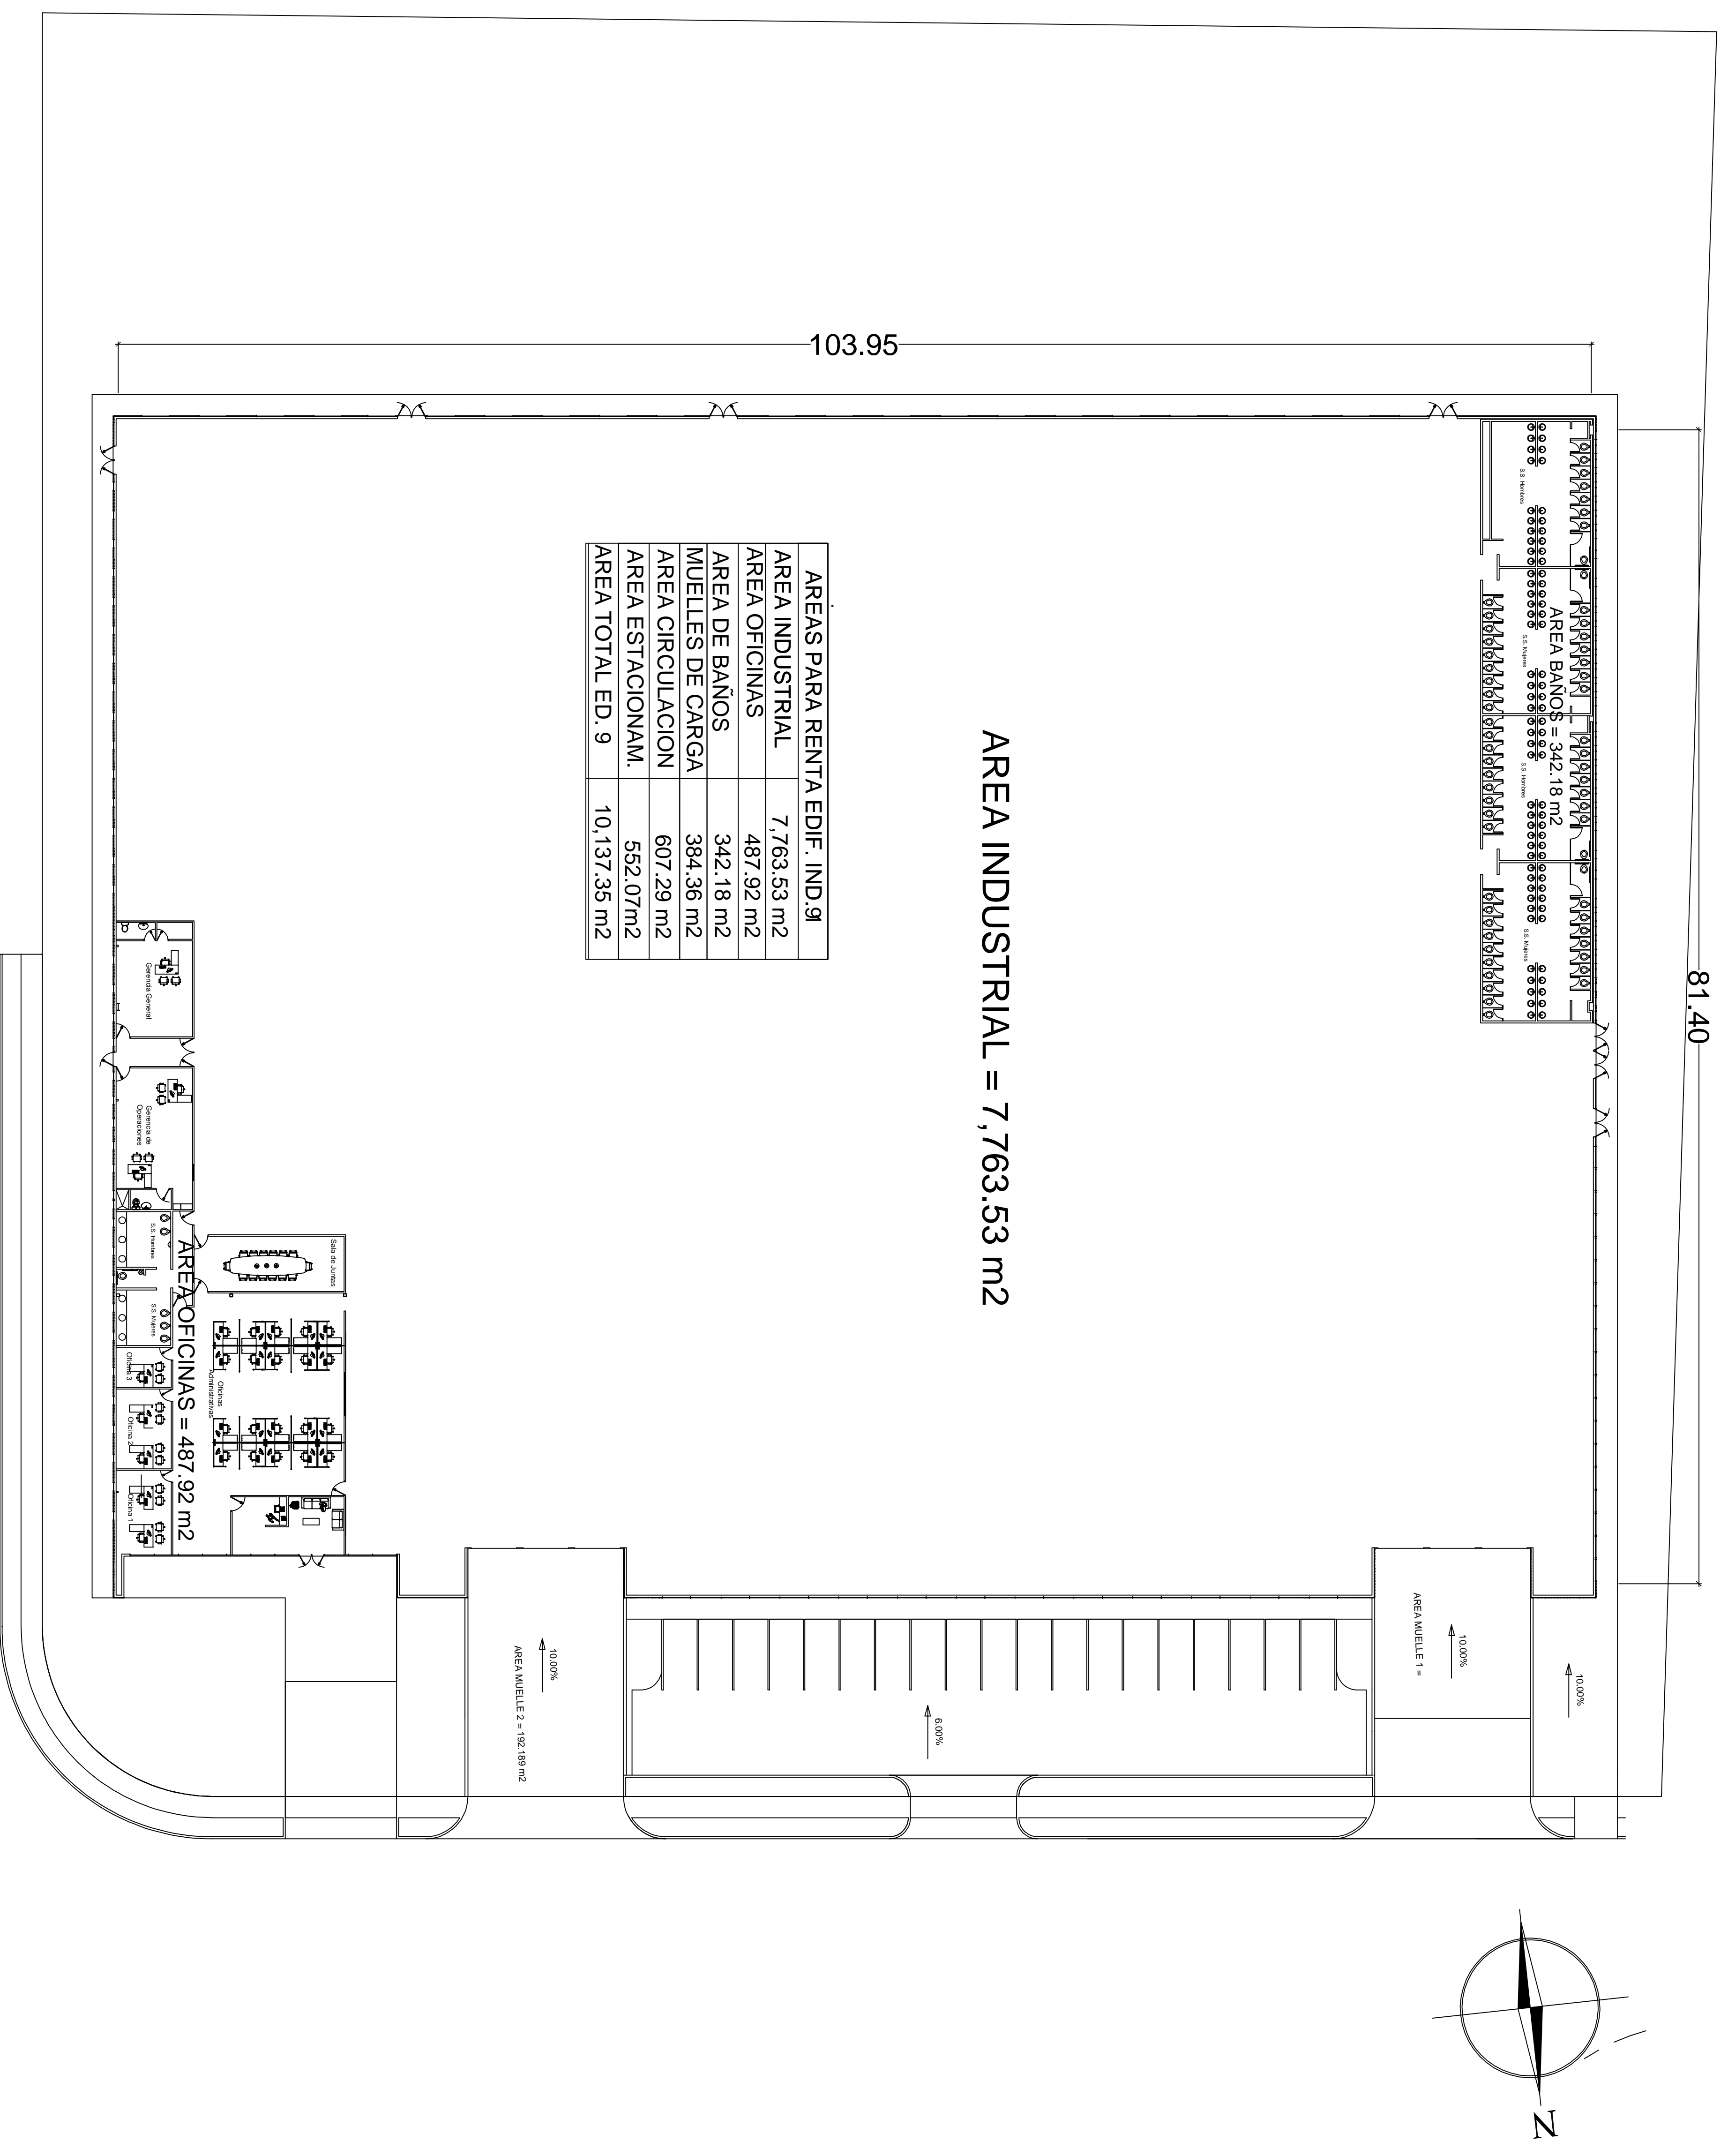 103.95
81.40
AREA BAÑOS = 342.18 m2
S.S. Hombres
S.S. Mujeres
S.S. Hombres
S.S. Mujeres
AREA INDUSTRIAL = 7,763.53 m2
AREAS PARA RENTA EDIF. IND.9
AREA INDUSTRIAL 7,763.53 m2
AREA OFICINAS 487.92 m2
AREA DE BAÑOS 342.18 m2
MUELLES DE CARGA 384.36 m2
AREA CIRCULACION 607.29 m2
AREA ESTACIONAM. 552.07m2
AREA TOTAL ED. 9 10,137.35 m2
Gerencia General
Gerencia de
Operaciones
S.S. Hombres
S.S. Mujeres
Sala de Juntas
AREA OFICINAS = 487.92 m2
Oficinas
Administrativas
Oficina 3
Oficina 2
Oficina 1
10.00%
AREA MUELLE 2 = 192.189 m2
6.00%
AREA MUELLE 1 =
10.00%
10.00%
N